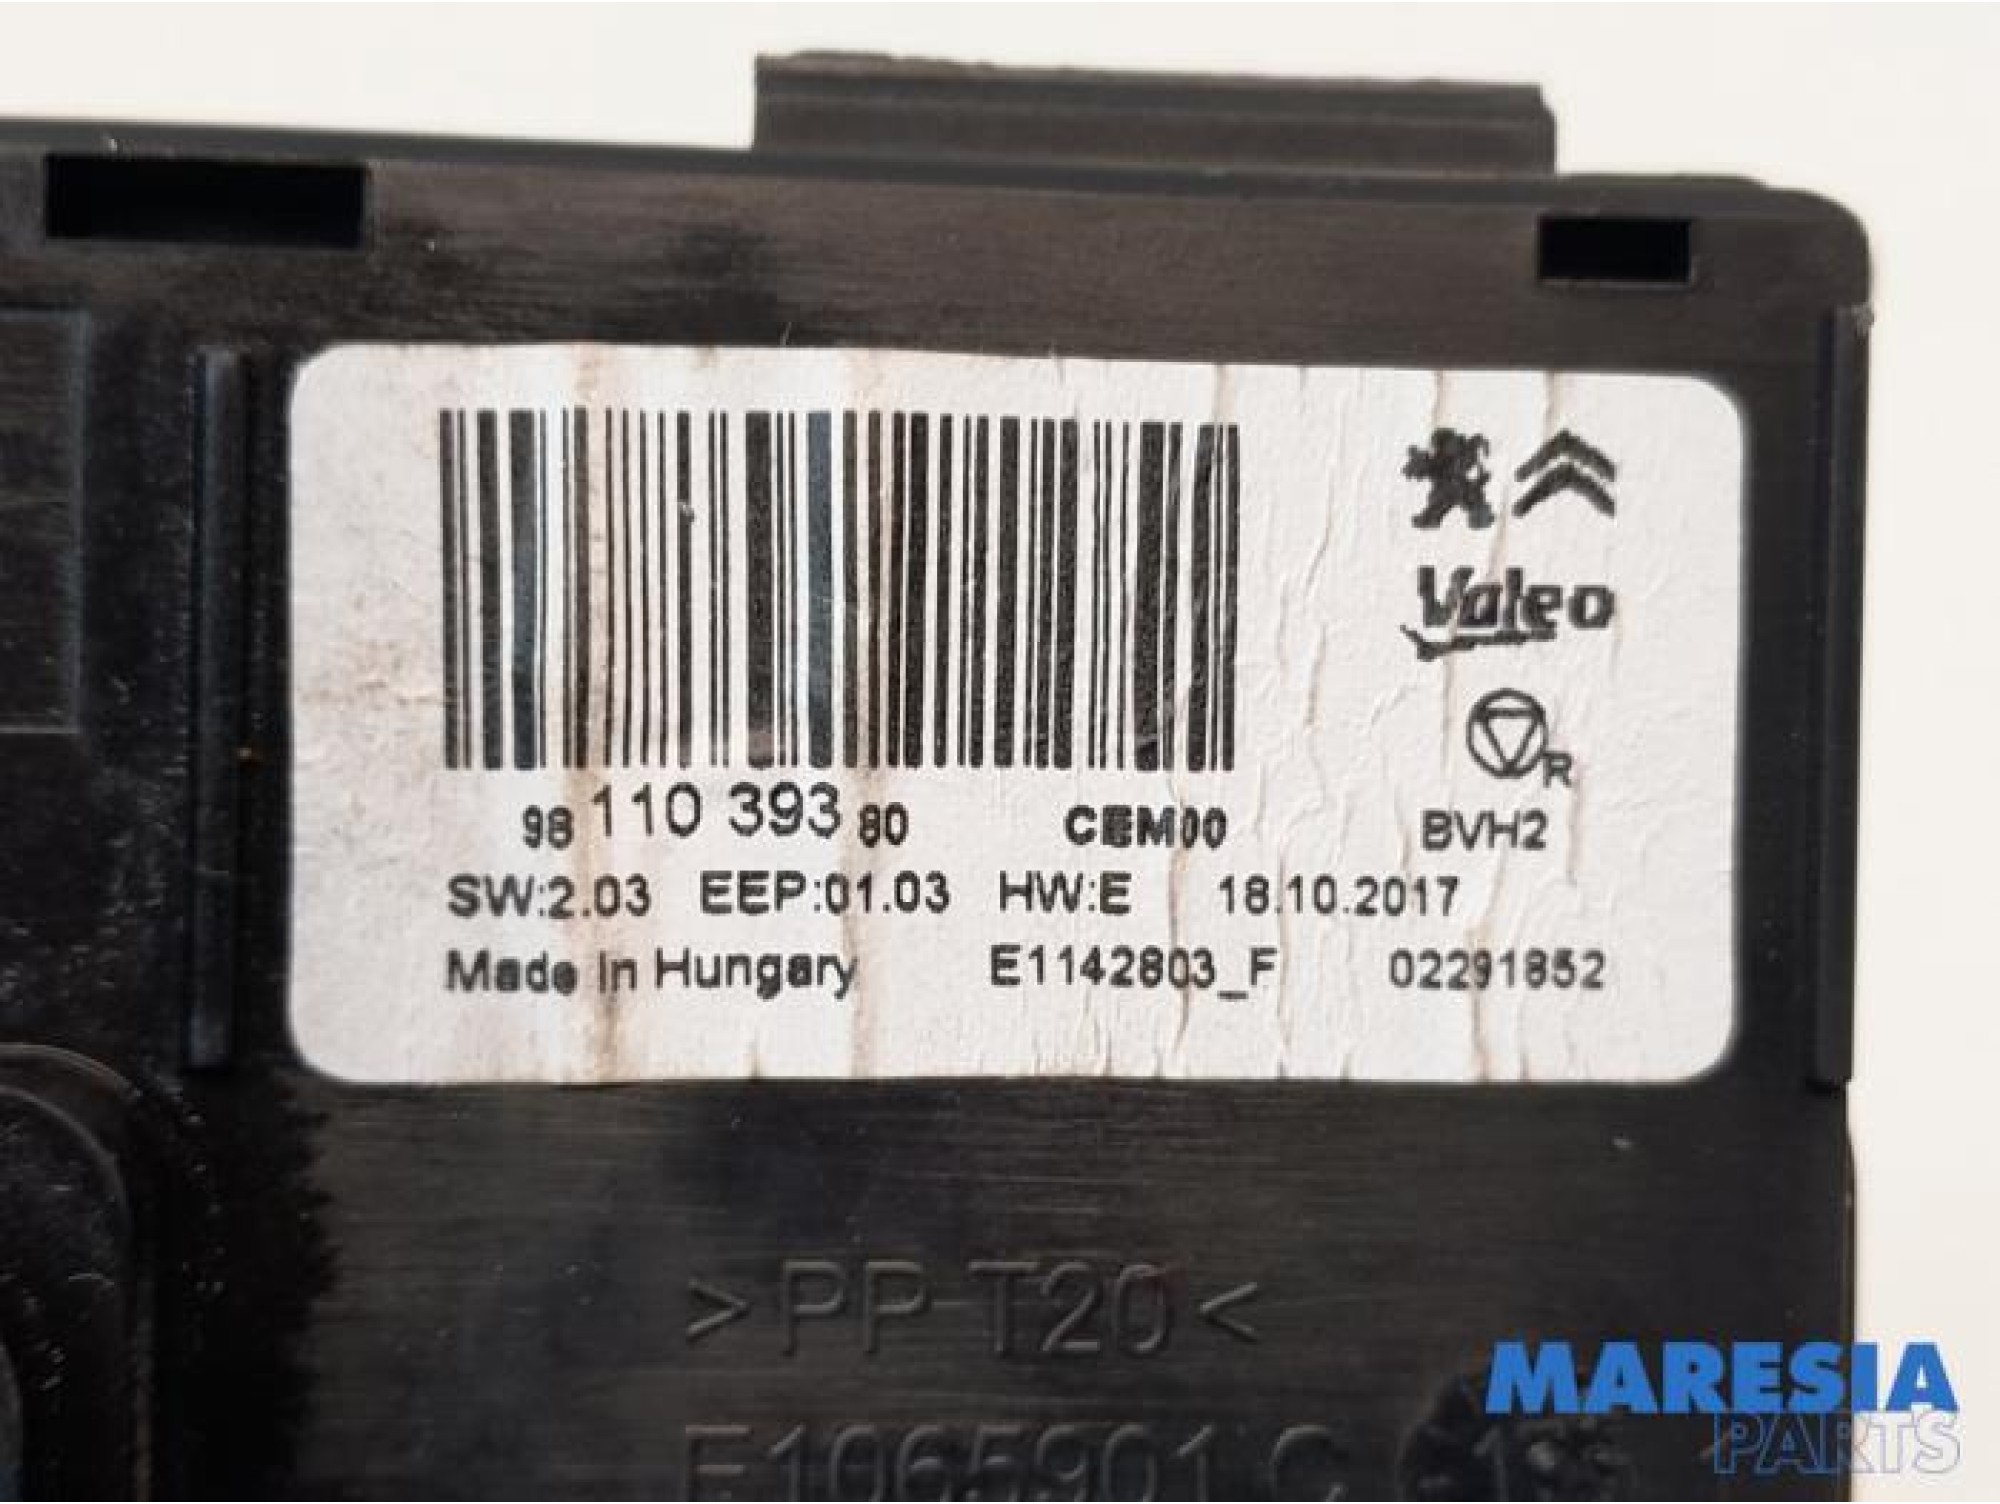 Valeo
R
98 110 393 80 CEM00 BVH2
SW:2.03 EEP:01.03 HW:E 18.10.2017
Made In Hungary E1142803_F 02291852
>PP-T20<
E1065901 C
MARESIA
PARTS